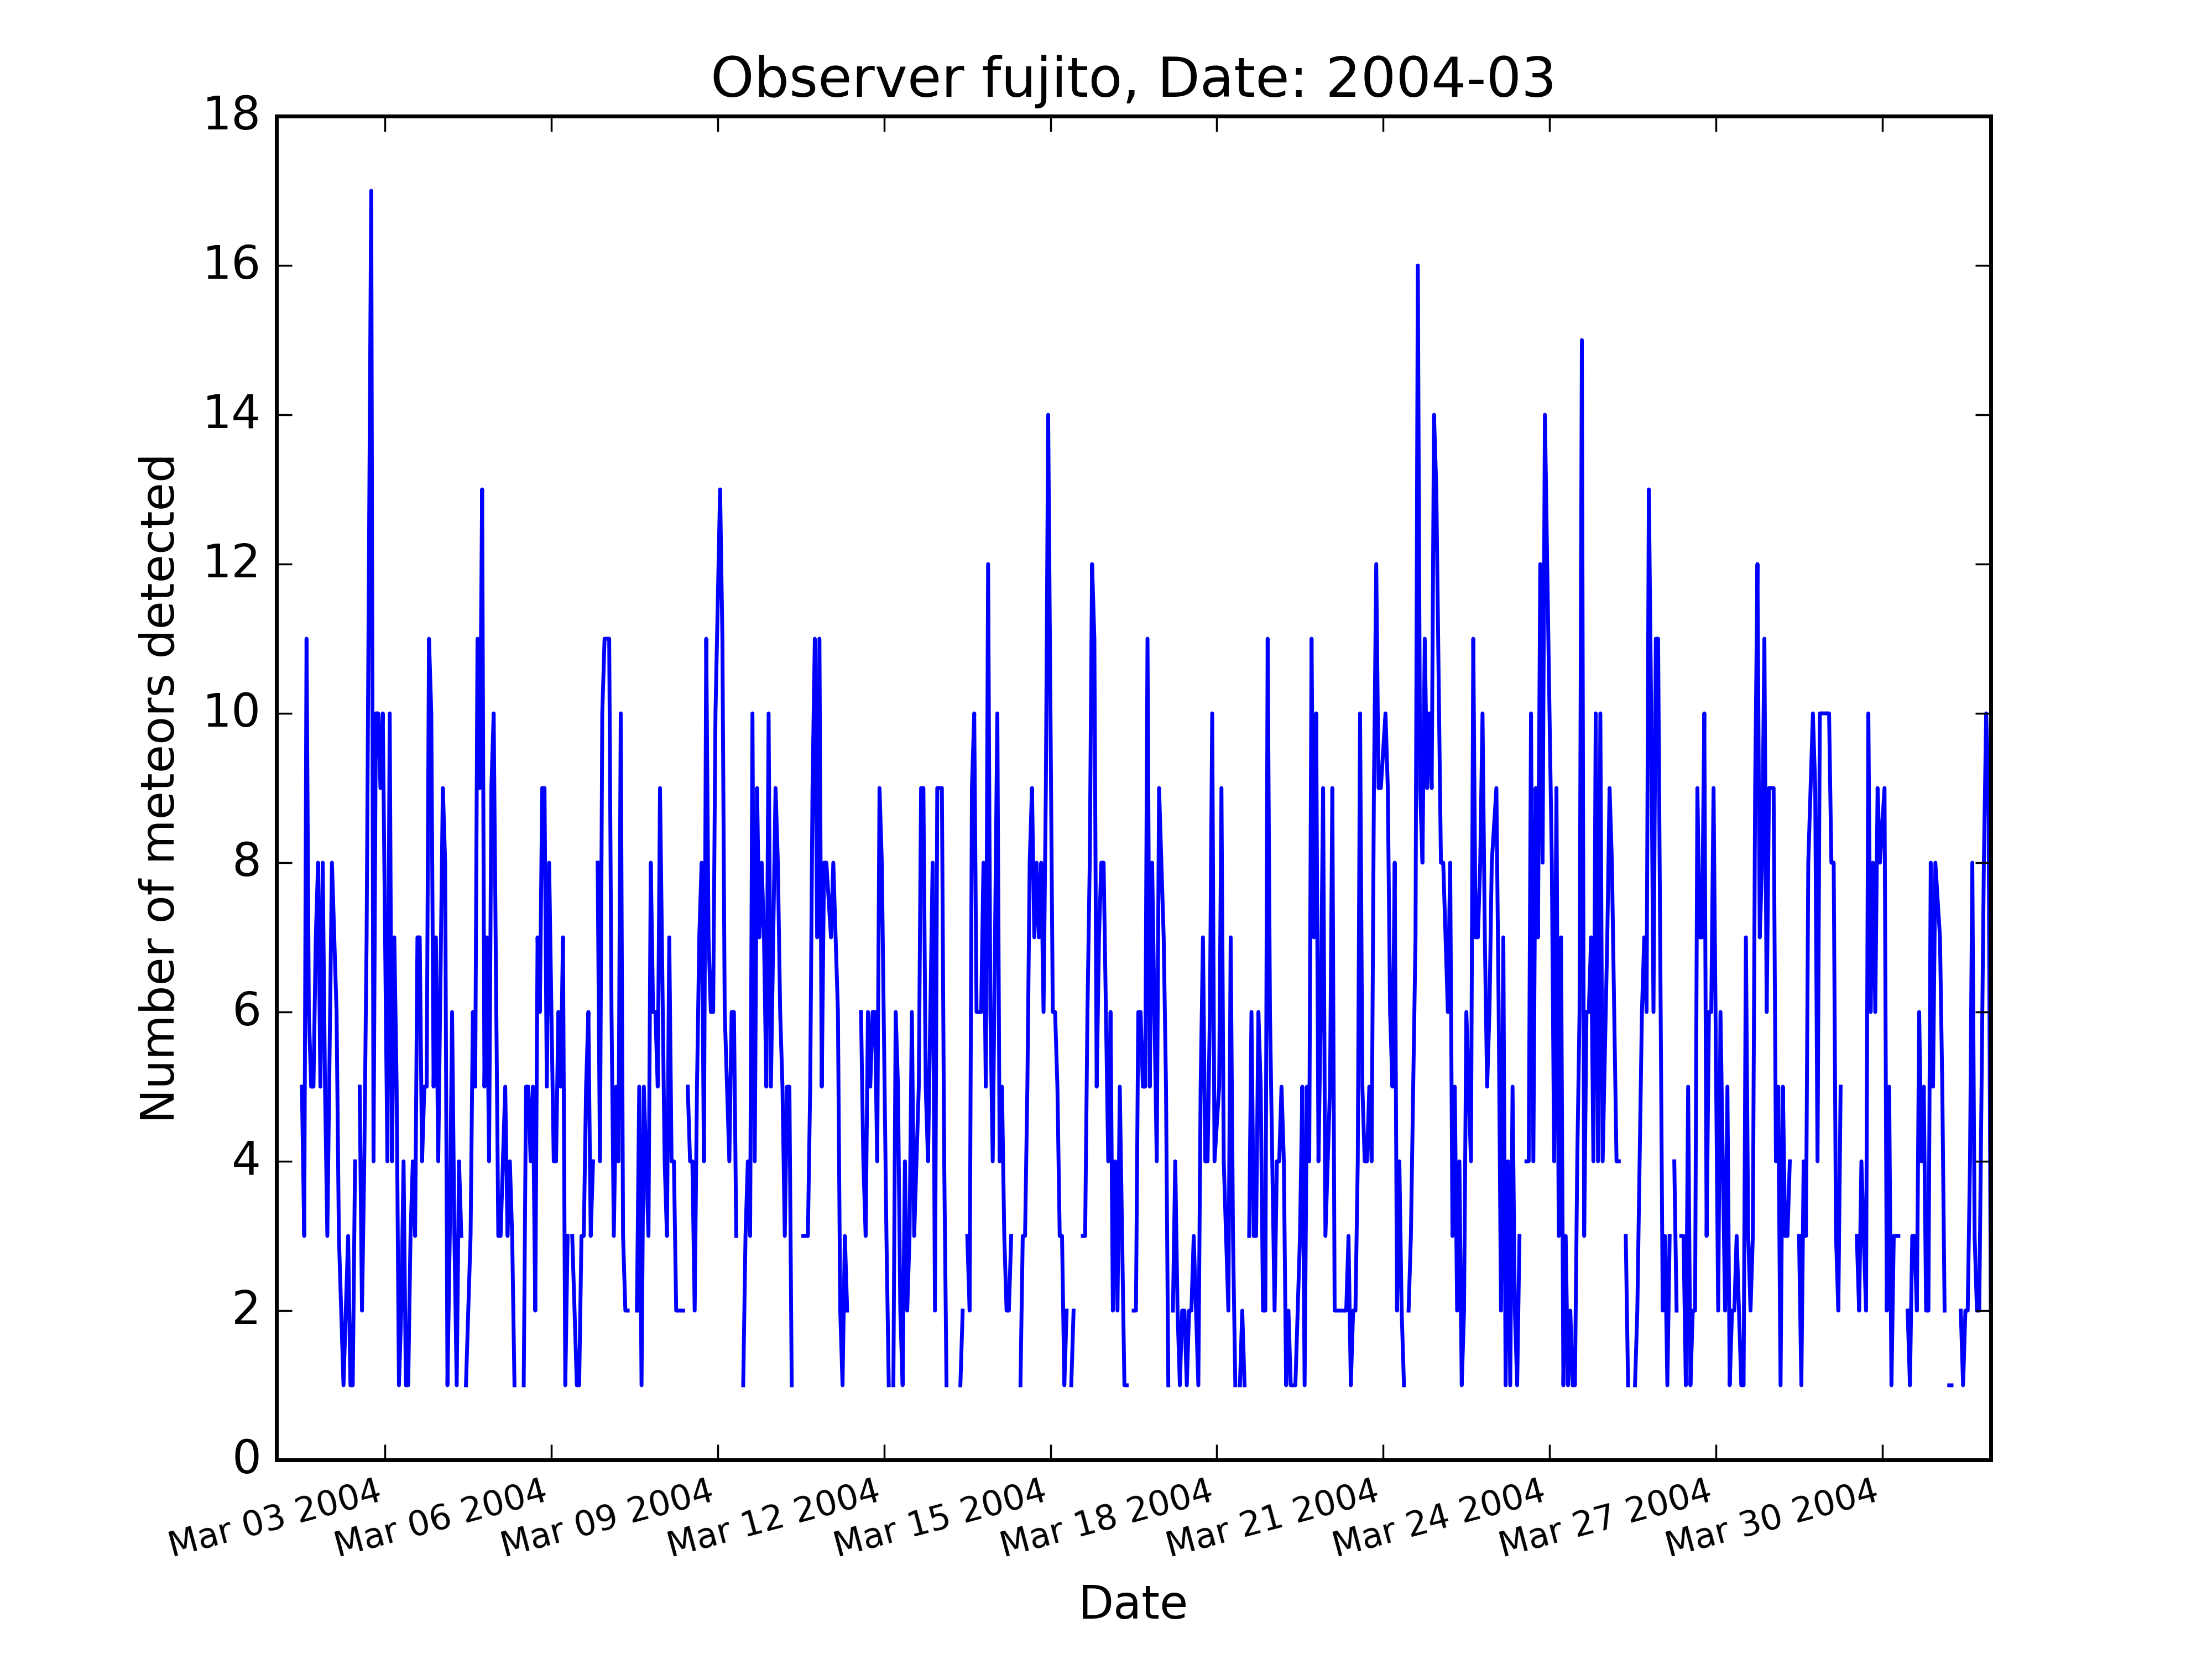 Observer fujito, Date: 2004-03
Number of meteors detected
18
16
14
12
10
8
6
4
2
0
Mar 03 2004
Mar 06 2004
Mar 09 2004
Mar 12 2004
Mar 15 2004
Mar 18 2004
Mar 21 2004
Mar 24 2004
Mar 27 2004
Mar 30 2004
Date